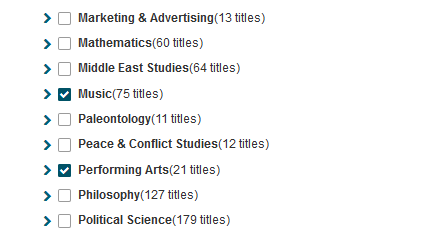 Marketing & Advertising(13 titles)
Mathematics(60 titles)
Middle East Studies(64 titles)
Music(75 titles)
Paleontology(11 titles)
Peace & Conflict Studies(12 titles)
Performing Arts(21 titles)
Philosophy(127 titles)
Political Science(179 titles)